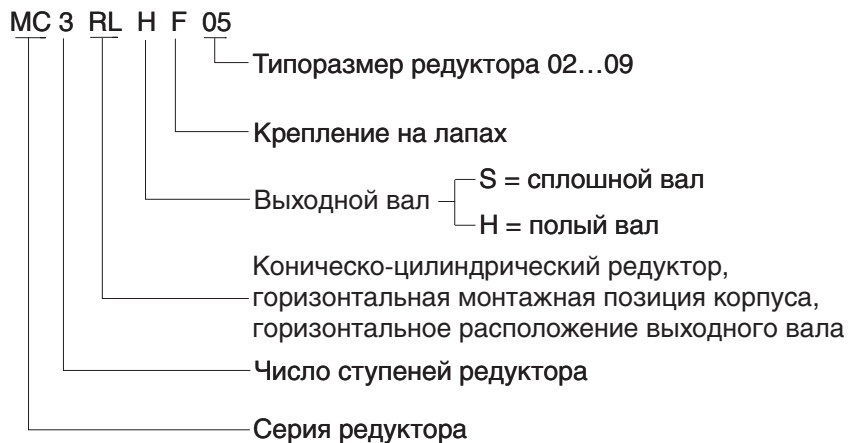 MC 3 RL H F 05
Типоразмер редуктора 02...09
Крепление на лапах
S = сплошной вал
Выходной вал
H = полый вал
Коническо-цилиндрический редуктор,
горизонтальная монтажная позиция корпуса,
горизонтальное расположение выходного вала
Число ступеней редуктора
Серия редуктора